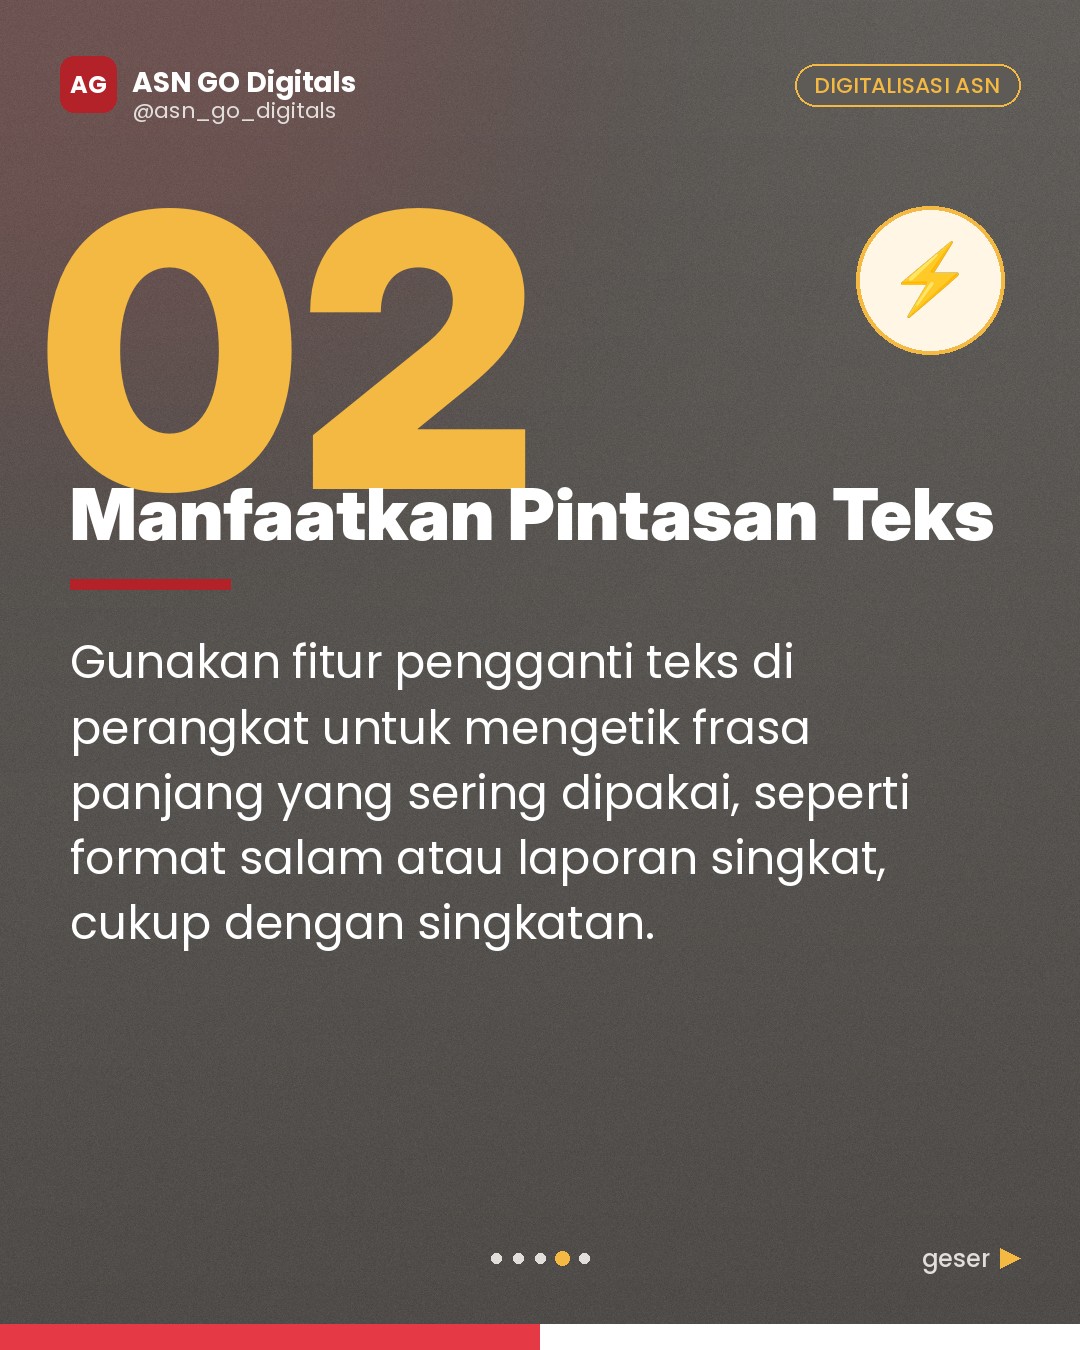 AG
ASN GO Digitals
@asn_go_digitals
DIGITALISASI ASN
02
Manfaatkan Pintasan Teks
Gunakan fitur pengganti teks di
perangkat untuk mengetik frasa
panjang yang sering dipakai, seperti
format salam atau laporan singkat,
cukup dengan singkatan.
geser